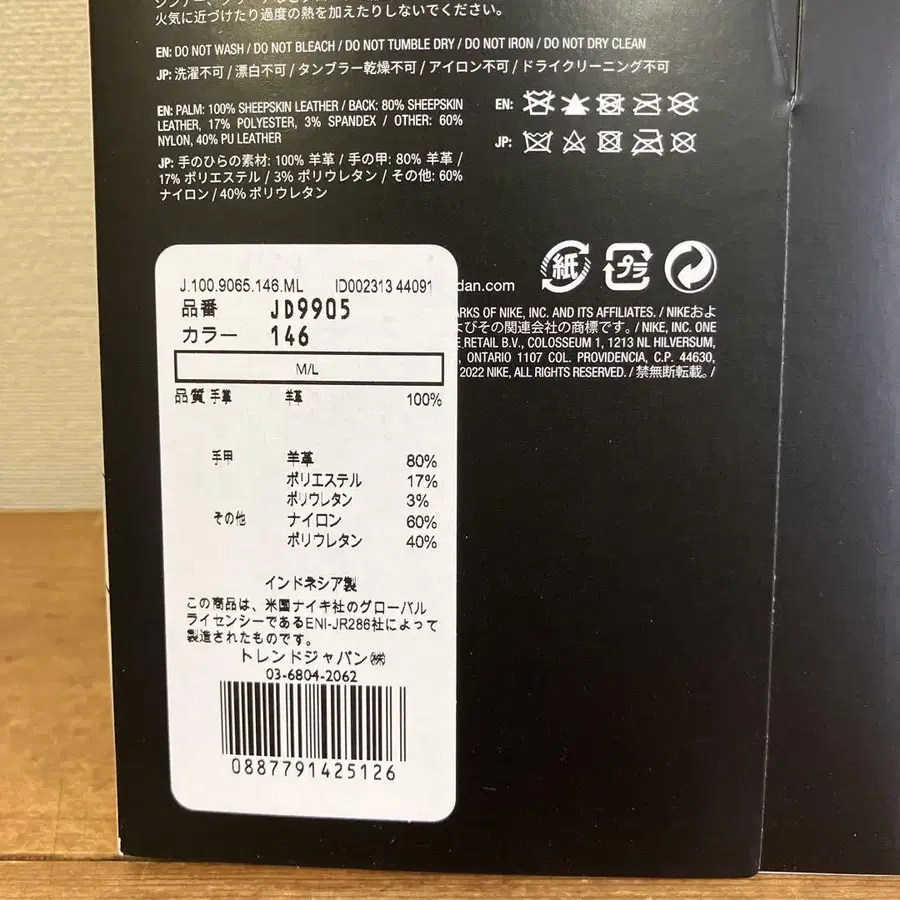 火気に近づけたり過度の熱を加えたりしないでください。
EN: DO NOT WASH / DO NOT BLEACH / DO NOT TUMBLE DRY / DO NOT IRON / DO NOT DRY CLEAN
JP: 洗濯不可 / 漂白不可 / タンブラー乾燥不可 / アイロン不可 / ドライクリーニング不可
EN: PALM: 100% SHEEPSKIN LEATHER / BACK: 80% SHEEPSKIN
LEATHER, 17% POLYESTER, 3% SPANDEX / OTHER: 60%
NYLON, 40% PU LEATHER
EN:
JP:
JP: 手のひらの素材: 100% 羊革 / 手の甲: 80% 羊革 /
17% ポリエステル / 3% ポリウレタン / その他: 60%
ナイロン / 40% ポリウレタン
紙
プラ
dan.com
ARKS OF NIKE, INC. AND ITS AFFILIATES. / NIKEおよ
よびその関連会社の商標です。/ NIKE, INC. ONE
E RETAIL B.V., COLOSSEUM 1, 1213 NL HILVERSUM,
, ONTARIO 1107 COL. PROVIDENCIA, C.P. 44630,
2022 NIKE, ALL RIGHTS RESERVED. / 禁無断転載。/
J.100.9065.146.ML ID002313 44091
品番 JD9905
カラー 146
M/L
品質 手掌 羊革 100%
手甲 羊革 80%
ポリエステル 17%
ポリウレタン 3%
その他 ナイロン 60%
ポリウレタン 40%
インドネシア製
この商品は、米国ナイキ社のグローバル
ライセンシーであるENI-JR286社によって
製造されたものです。
トレンドジャパン㈱
03-6804-2062
0887791425126